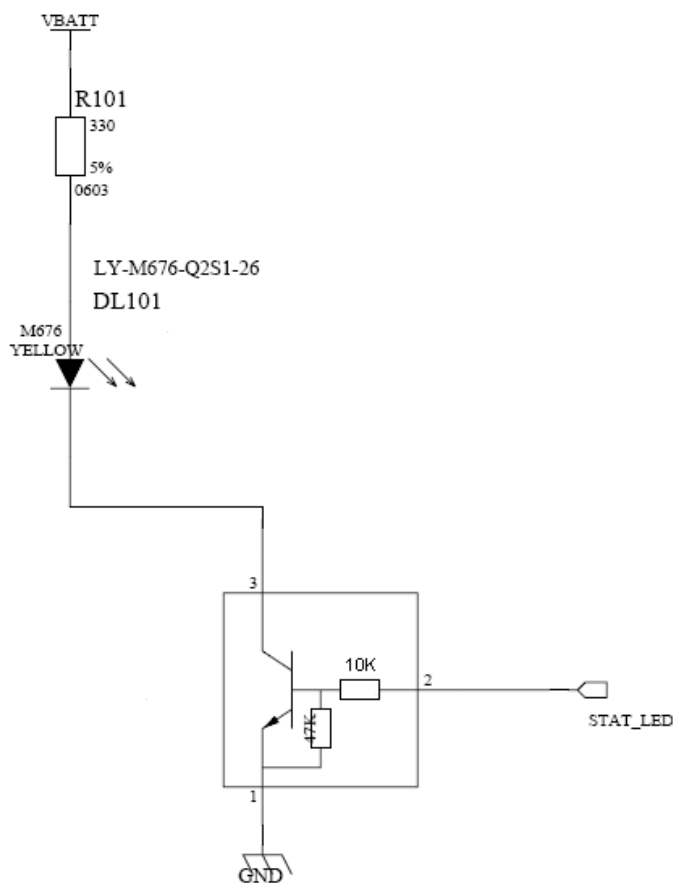 VBATT
R101
330
5%
0603
LY-M676-Q2S1-26
DL101
M676
YELLOW
3
10K
2
47K
STAT_LED
1
GND